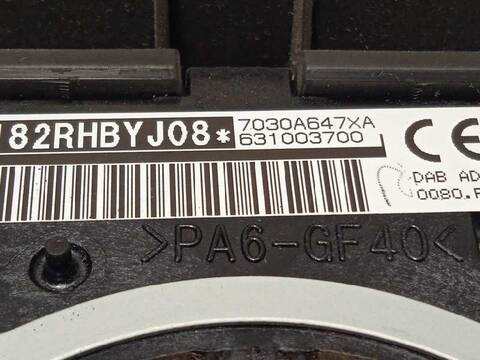 82RHBYJ08* 7030A647XA
631003700
CE
DAB AD
0080.
>PA6-GF40<